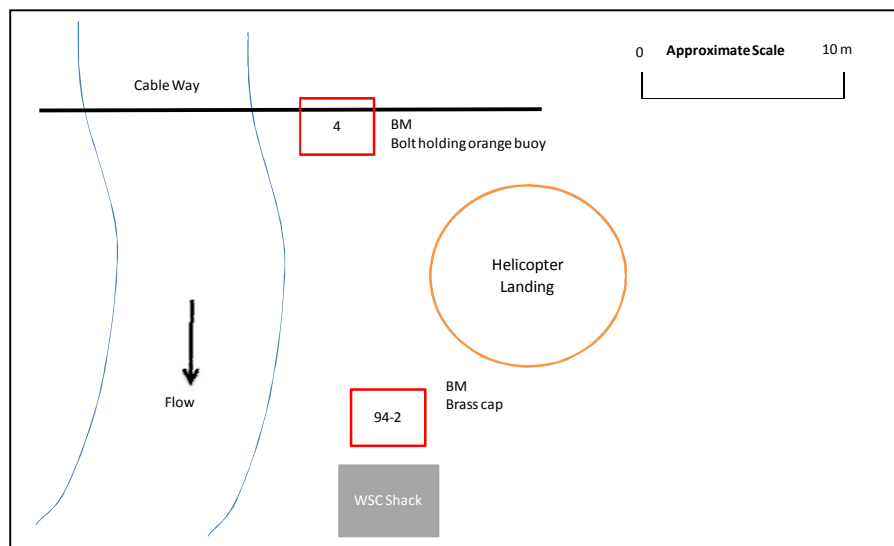 0 Approximate Scale 10 m
Cable Way
4
BM
Bolt holding orange buoy
Helicopter
Landing
Flow
BM
Brass cap
94-2
WSC Shack